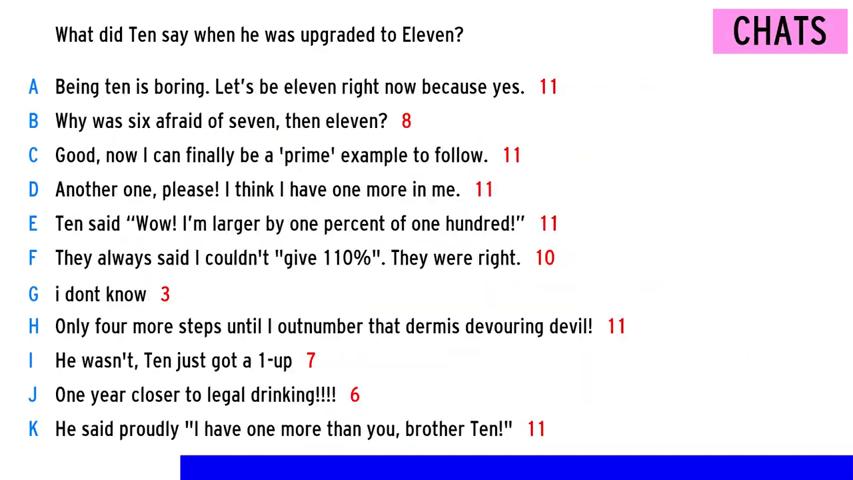 What did Ten say when he was upgraded to Eleven?
CHATS
A Being ten is boring. Let's be eleven right now because yes. 11
B Why was six afraid of seven, then eleven? 8
C Good, now I can finally be a 'prime' example to follow. 11
D Another one, please! I think I have one more in me. 11
E Ten said “Wow! I'm larger by one percent of one hundred!” 11
F They always said I couldn't "give 110%". They were right. 10
G i dont know 3
H Only four more steps until I outnumber that dermis devouring devil! 11
I He wasn't, Ten just got a 1-up 7
J One year closer to legal drinking!!!! 6
K He said proudly "I have one more than you, brother Ten!" 11